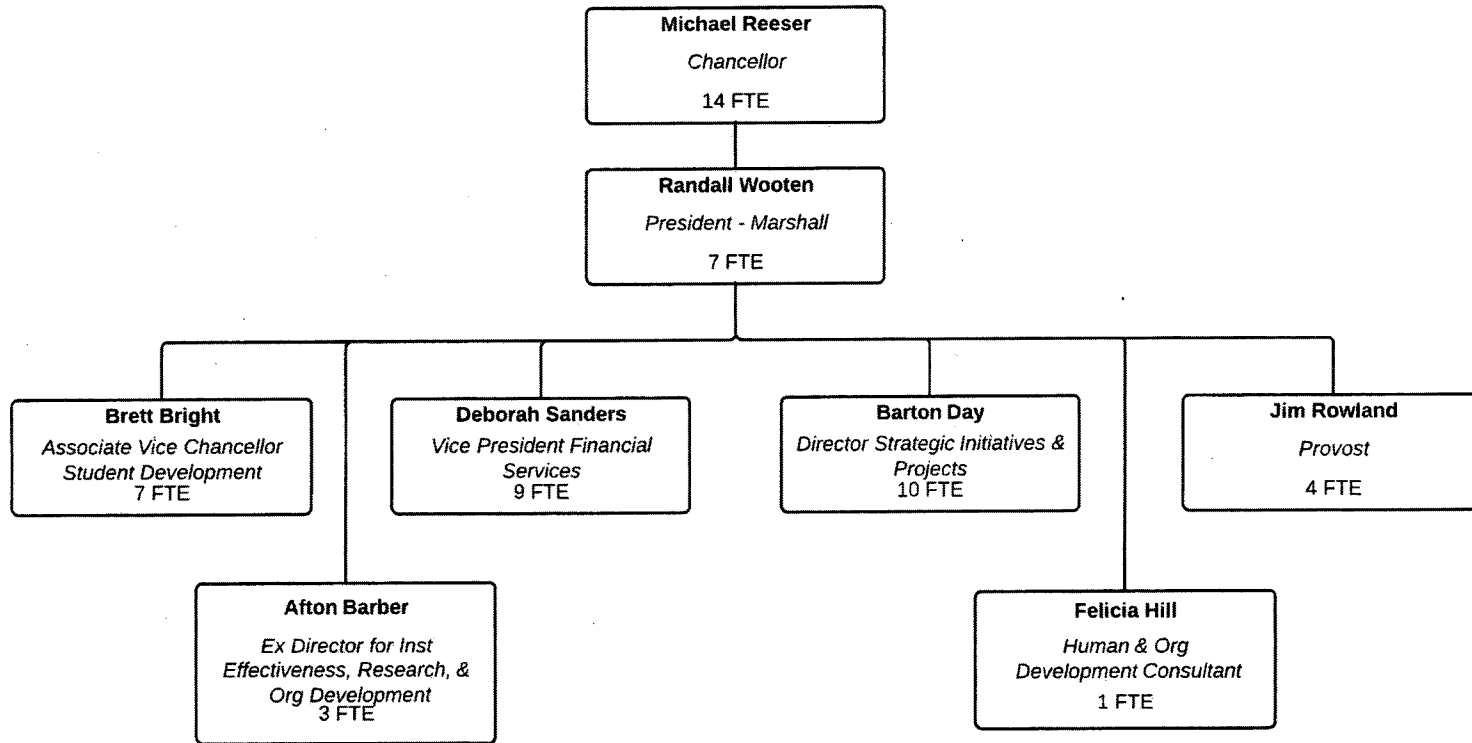 Michael Reeser
Chancellor
14 FTE
Randall Wooten
President - Marshall
7 FTE
Brett Bright
Associate Vice Chancellor
Student Development
7 FTE
Deborah Sanders
Vice President Financial
Services
9 FTE
Barton Day
Director Strategic Initiatives &
Projects
10 FTE
Jim Rowland
Provost
4 FTE
Afton Barber
Ex Director for Inst
Effectiveness, Research, &
Org Development
3 FTE
Felicia Hill
Human & Org
Development Consultant
1 FTE